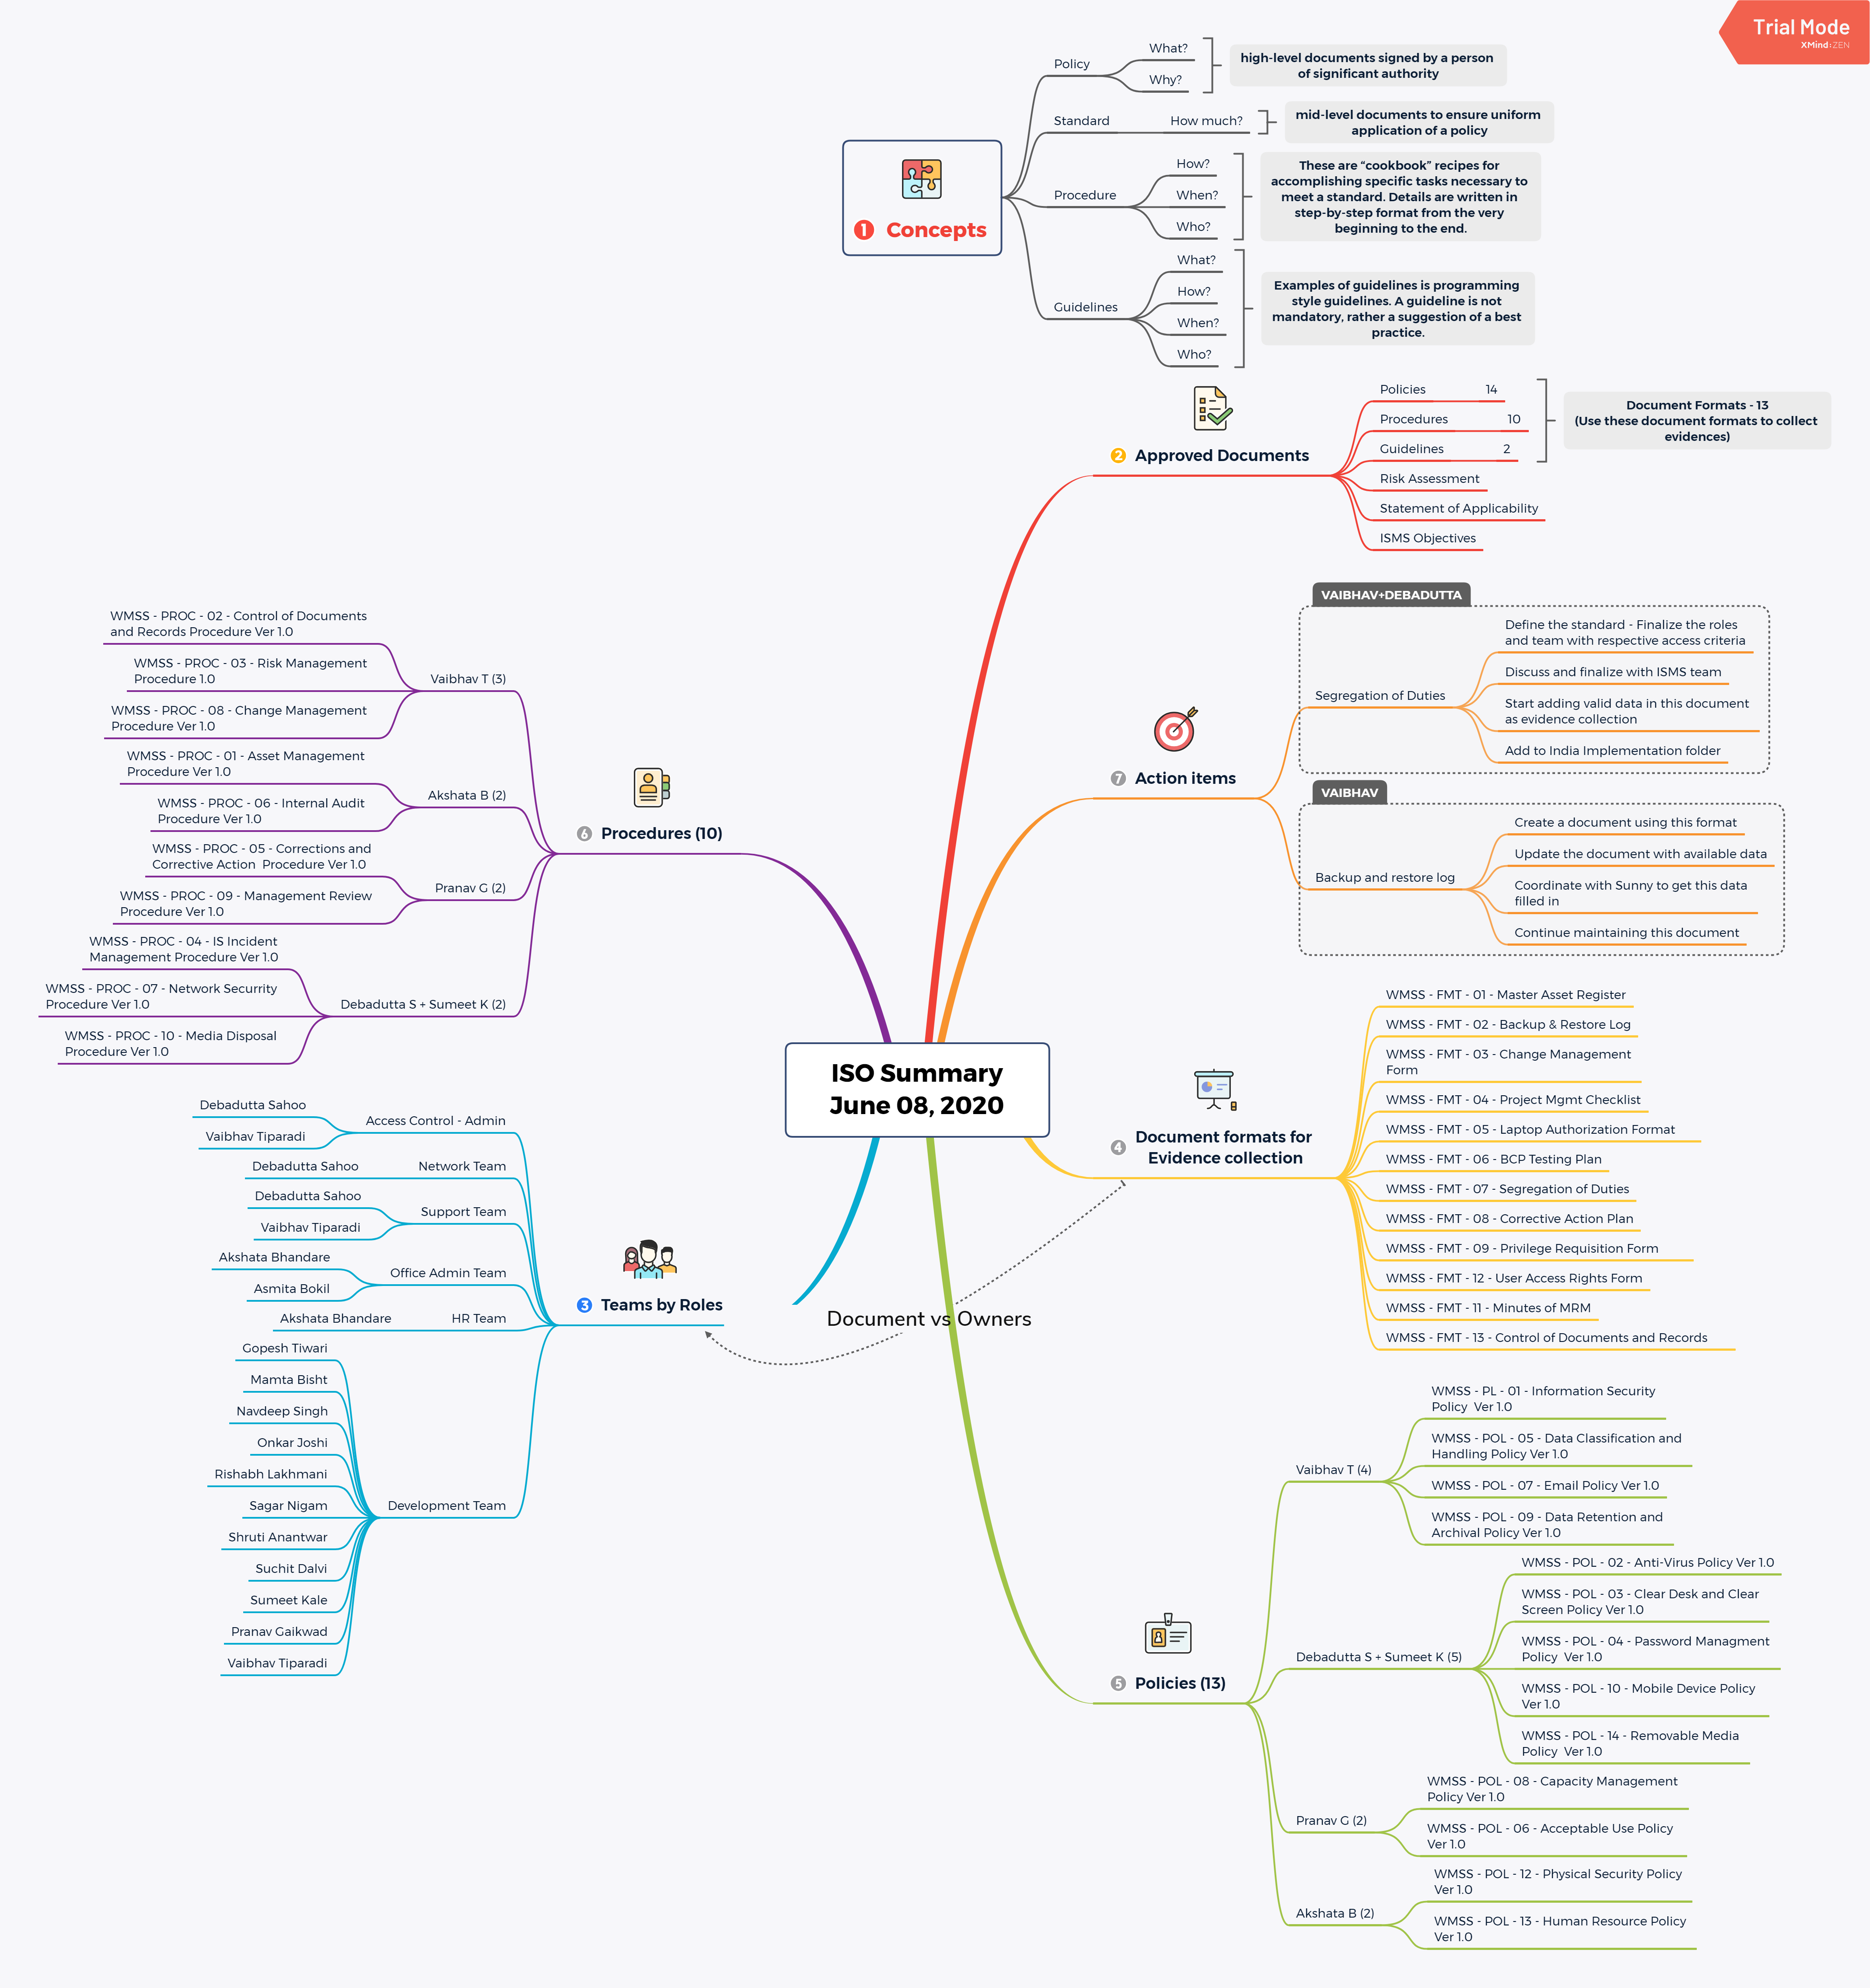 Trial Mode
XMind:ZEN
1 Concepts
Policy
What?
Why?
high-level documents signed by a person
of significant authority
Standard
How much?
mid-level documents to ensure uniform
application of a policy
Procedure
How?
When?
Who?
These are “cookbook” recipes for
accomplishing specific tasks necessary to
meet a standard. Details are written in
step-by-step format from the very
beginning to the end.
Guidelines
What?
How?
When?
Who?
Examples of guidelines is programming
style guidelines. A guideline is not
mandatory, rather a suggestion of a best
practice.
2 Approved Documents
Policies 14
Procedures 10
Guidelines 2
Risk Assessment
Statement of Applicability
ISMS Objectives
Document Formats - 13
(Use these document formats to collect
evidences)
7 Action items
VAIBHAV+DEBADUTTA
Segregation of Duties
Define the standard - Finalize the roles
and team with respective access criteria
Discuss and finalize with ISMS team
Start adding valid data in this document
as evidence collection
Add to India Implementation folder
VAIBHAV
Backup and restore log
Create a document using this format
Update the document with available data
Coordinate with Sunny to get this data
filled in
Continue maintaining this document
6 Procedures (10)
Vaibhav T (3)
WMSS - PROC - 02 - Control of Documents
and Records Procedure Ver 1.0
WMSS - PROC - 03 - Risk Management
Procedure 1.0
WMSS - PROC - 08 - Change Management
Procedure Ver 1.0
Akshata B (2)
WMSS - PROC - 01 - Asset Management
Procedure Ver 1.0
WMSS - PROC - 06 - Internal Audit
Procedure Ver 1.0
Pranav G (2)
WMSS - PROC - 05 - Corrections and
Corrective Action  Procedure Ver 1.0
WMSS - PROC - 09 - Management Review
Procedure Ver 1.0
Debadutta S + Sumeet K (2)
WMSS - PROC - 04 - IS Incident
Management Procedure Ver 1.0
WMSS - PROC - 07 - Network Securrity
Procedure Ver 1.0
WMSS - PROC - 10 - Media Disposal
Procedure Ver 1.0
ISO Summary
June 08, 2020
4 Document formats for
Evidence collection
WMSS - FMT - 01 - Master Asset Register
WMSS - FMT - 02 - Backup & Restore Log
WMSS - FMT - 03 - Change Management
Form
WMSS - FMT - 04 - Project Mgmt Checklist
WMSS - FMT - 05 - Laptop Authorization Format
WMSS - FMT - 06 - BCP Testing Plan
WMSS - FMT - 07 - Segregation of Duties
WMSS - FMT - 08 - Corrective Action Plan
WMSS - FMT - 09 - Privilege Requisition Form
WMSS - FMT - 12 - User Access Rights Form
WMSS - FMT - 11 - Minutes of MRM
WMSS - FMT - 13 - Control of Documents and Records
Document vs Owners
3 Teams by Roles
Access Control - Admin
Debadutta Sahoo
Vaibhav Tiparadi
Network Team
Debadutta Sahoo
Support Team
Debadutta Sahoo
Vaibhav Tiparadi
Office Admin Team
Akshata Bhandare
Asmita Bokil
HR Team
Akshata Bhandare
Development Team
Gopesh Tiwari
Mamta Bisht
Navdeep Singh
Onkar Joshi
Rishabh Lakhmani
Sagar Nigam
Shruti Anantwar
Suchit Dalvi
Sumeet Kale
Pranav Gaikwad
Vaibhav Tiparadi
5 Policies (13)
Vaibhav T (4)
WMSS - PL - 01 - Information Security
Policy  Ver 1.0
WMSS - POL - 05 - Data Classification and
Handling Policy Ver 1.0
WMSS - POL - 07 - Email Policy Ver 1.0
WMSS - POL - 09 - Data Retention and
Archival Policy Ver 1.0
Debadutta S + Sumeet K (5)
WMSS - POL - 02 - Anti-Virus Policy Ver 1.0
WMSS - POL - 03 - Clear Desk and Clear
Screen Policy Ver 1.0
WMSS - POL - 04 - Password Managment
Policy  Ver 1.0
WMSS - POL - 10 - Mobile Device Policy
Ver 1.0
WMSS - POL - 14 - Removable Media
Policy  Ver 1.0
Pranav G (2)
WMSS - POL - 08 - Capacity Management
Policy Ver 1.0
WMSS - POL - 06 - Acceptable Use Policy
Ver 1.0
Akshata B (2)
WMSS - POL - 12 - Physical Security Policy
Ver 1.0
WMSS - POL - 13 - Human Resource Policy
Ver 1.0